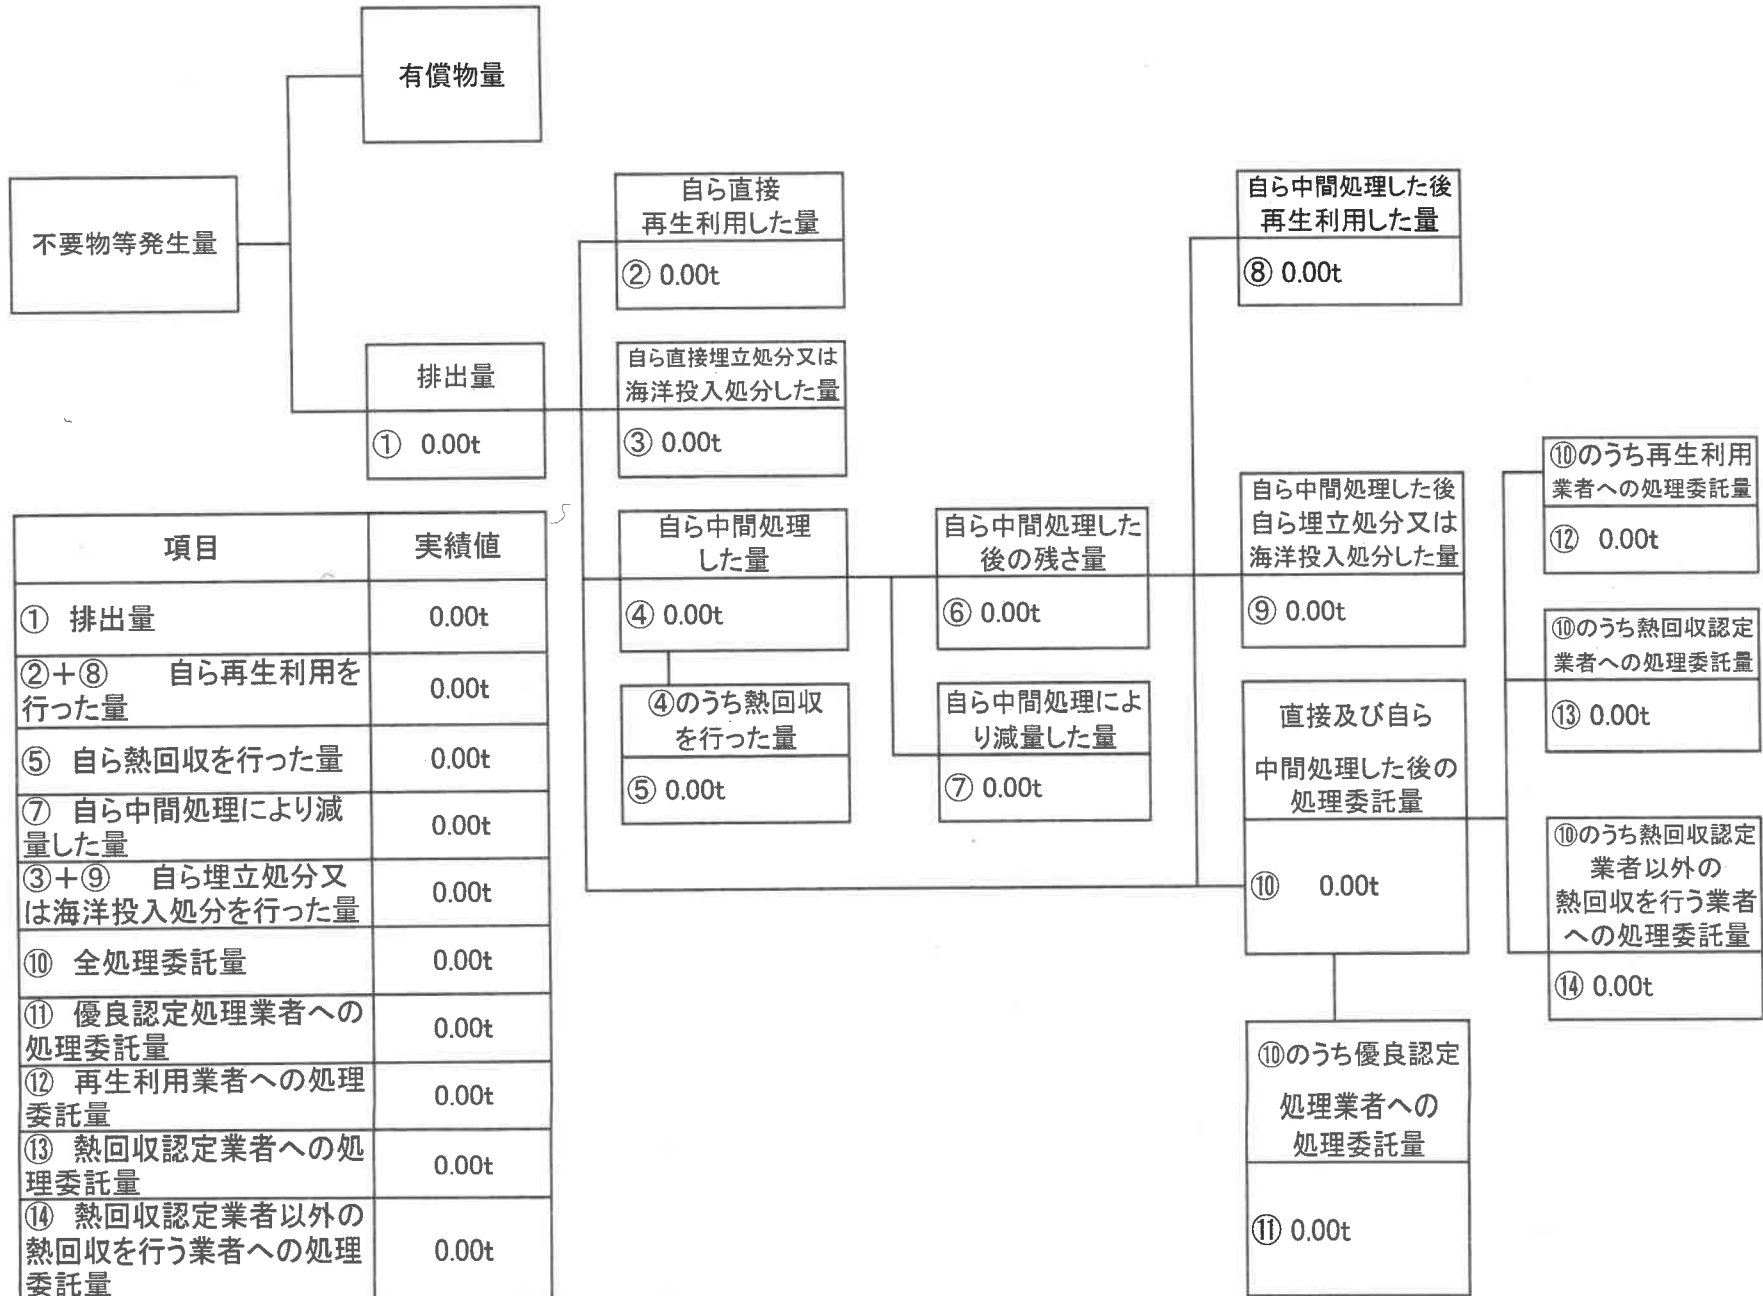 有償物量
不要物等発生量
排出量
① 0.00t
自ら直接
再生利用した量
② 0.00t
自ら直接埋立処分又は
海洋投入処分した量
③ 0.00t
自ら中間処理
した量
④ 0.00t
④のうち熱回収
を行った量
⑤ 0.00t
自ら中間処理した
後の残さ量
⑥ 0.00t
自ら中間処理によ
り減量した量
⑦ 0.00t
自ら中間処理した後
再生利用した量
⑧ 0.00t
自ら中間処理した後
自ら埋立処分又は
海洋投入処分した量
⑨ 0.00t
直接及び自ら
中間処理した後の
処理委託量
⑩ 0.00t
⑩のうち優良認定
処理業者への
処理委託量
⑪ 0.00t
⑩のうち再生利用
業者への処理委託量
⑫ 0.00t
⑩のうち熱回収認定
業者への処理委託量
⑬ 0.00t
⑩のうち熱回収認定
業者以外の
熱回収を行う業者
への処理委託量
⑭ 0.00t
項目 実績値
① 排出量 0.00t
②+⑧ 自ら再生利用を
行った量 0.00t
⑤ 自ら熱回収を行った量 0.00t
⑦ 自ら中間処理により減
量した量 0.00t
③+⑨ 自ら埋立処分又
は海洋投入処分を行った量 0.00t
⑩ 全処理委託量 0.00t
⑪ 優良認定処理業者への
処理委託量 0.00t
⑫ 再生利用業者への処理
委託量 0.00t
⑬ 熱回収認定業者への処
理委託量 0.00t
⑭ 熱回収認定業者以外の
熱回収を行う業者への処理
委託量 0.00t